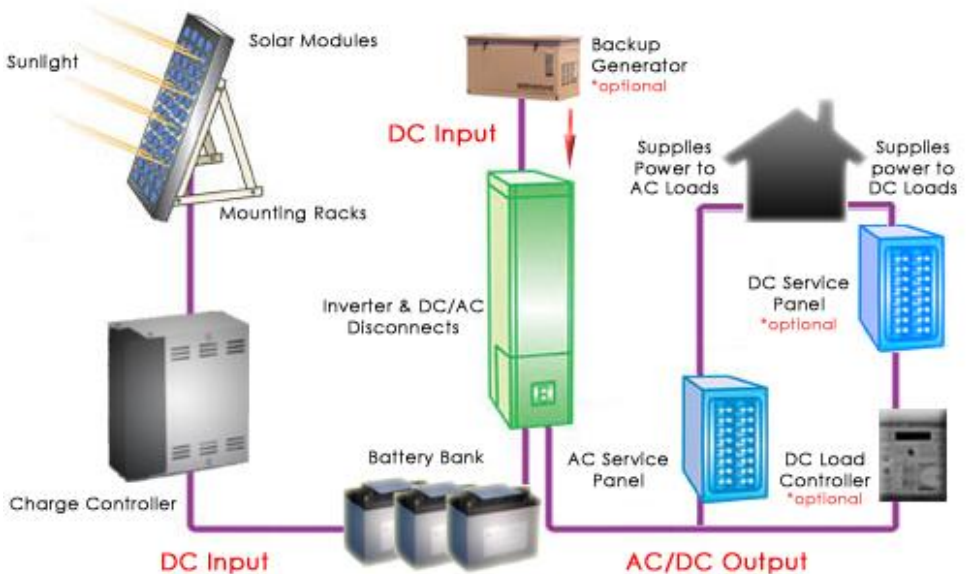 Sunlight
Solar Modules
Mounting Racks
Backup
Generator
*optional
DC Input
Supplies
Power to
AC Loads
Supplies
power to
DC Loads
Inverter & DC/AC
Disconnects
DC Service
Panel
*optional
Charge Controller
Battery Bank
AC Service
Panel
DC Load
Controller
*optional
DC Input
AC/DC Output